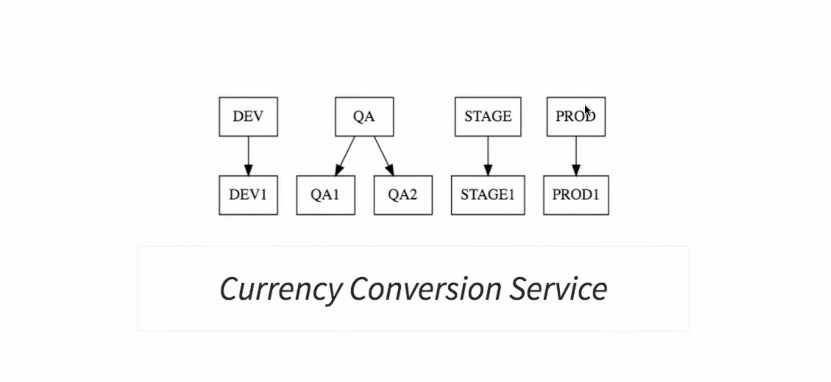 DEV QA STAGE PROD
DEV1 QA1 QA2 STAGE1 PROD1
Currency Conversion Service